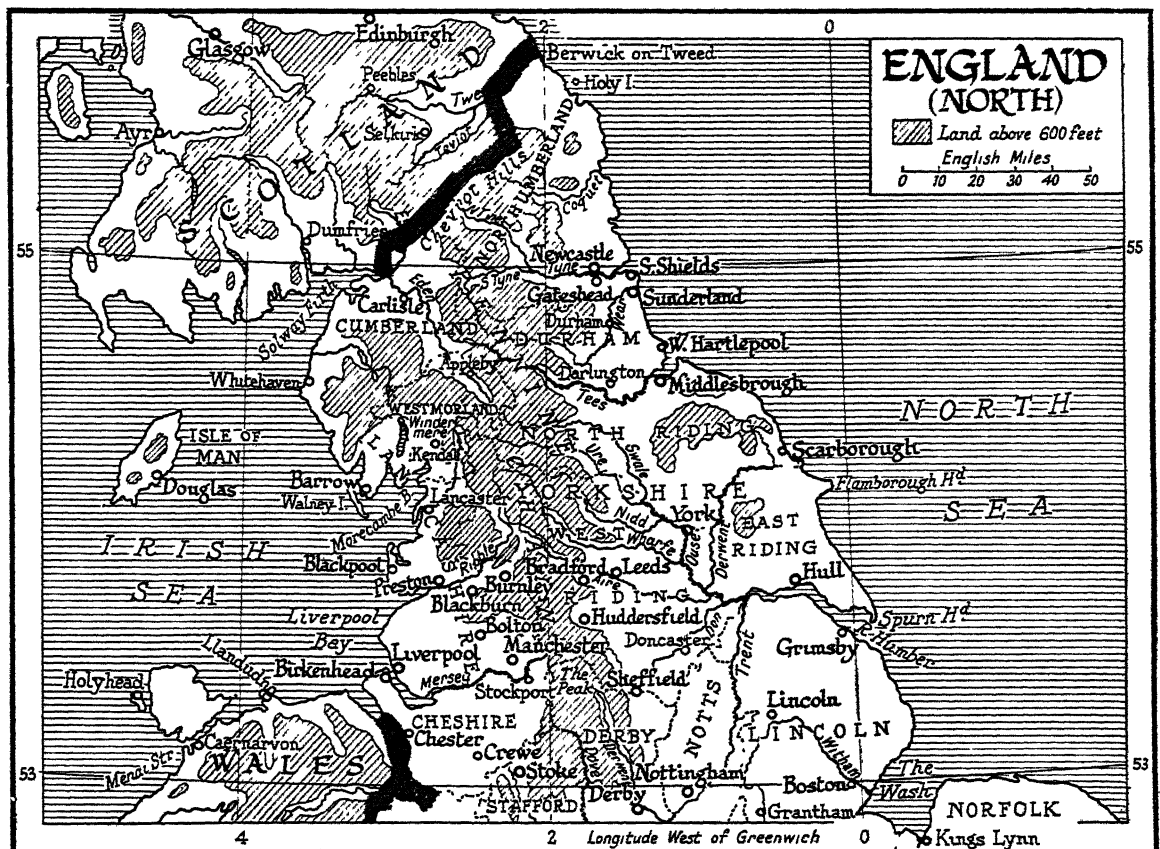 2
0
Glasgow
Edinburgh
Berwick on Tweed
ENGLAND
(NORTH)
Land above 600 feet
English Miles
0 10 20 30 40 50
Peebles
Holy I.
Ayr
Selkirk
Teviot
SCOTLAND
Cheviot Hills
NORTHUMBERLAND
Coquet
Dumfries
55
55
Newcastle
Tyne
S. Shields
S Tyne
Gateshead
Sunderland
Solway Firth
Carlisle
Eden
CUMBERLAND
Durham
Wear
DURHAM
W. Hartlepool
Appleby
Whitehaven
Darlington
Middlesbrough
Tees
WESTMORLAND
Winder
mere
Kendal
NORTH RIDING
NORTH
Scarborough
ISLE OF
MAN
Douglas
Ure
Swale
Barrow
Walney I.
Lancaster
YORKSHIRE
Flamborough Hd
SEA
Morecambe B.
Nidd
York
EAST
RIDING
IRISH
WEST
Wharfe
Ouse
Derwent
Blackpool
Ribble
Bradford
Leeds
Hull
Preston
Burnley
Aire
SEA
Blackburn
RIDING
Liverpool
Bay
Bolton
Huddersfield
Spurn Hd
R. Humber
Doncaster
Don
Trent
Grimsby
Llandudno
Birkenhead
Liverpool
Manchester
Holyhead
Mersey
Stockport
The
Peak
Sheffield
NOTTS
Lincoln
CHESHIRE
Chester
DERBY
LINCOLN
Caernarvon
Crewe
Witham
Menai Str.
WALES
Stoke
Dove
Derwent
Nottingham
53
The
Wash
53
STAFFORD
Derby
Boston
Grantham
NORFOLK
4
2
Longitude West of Greenwich
0
Kings Lynn